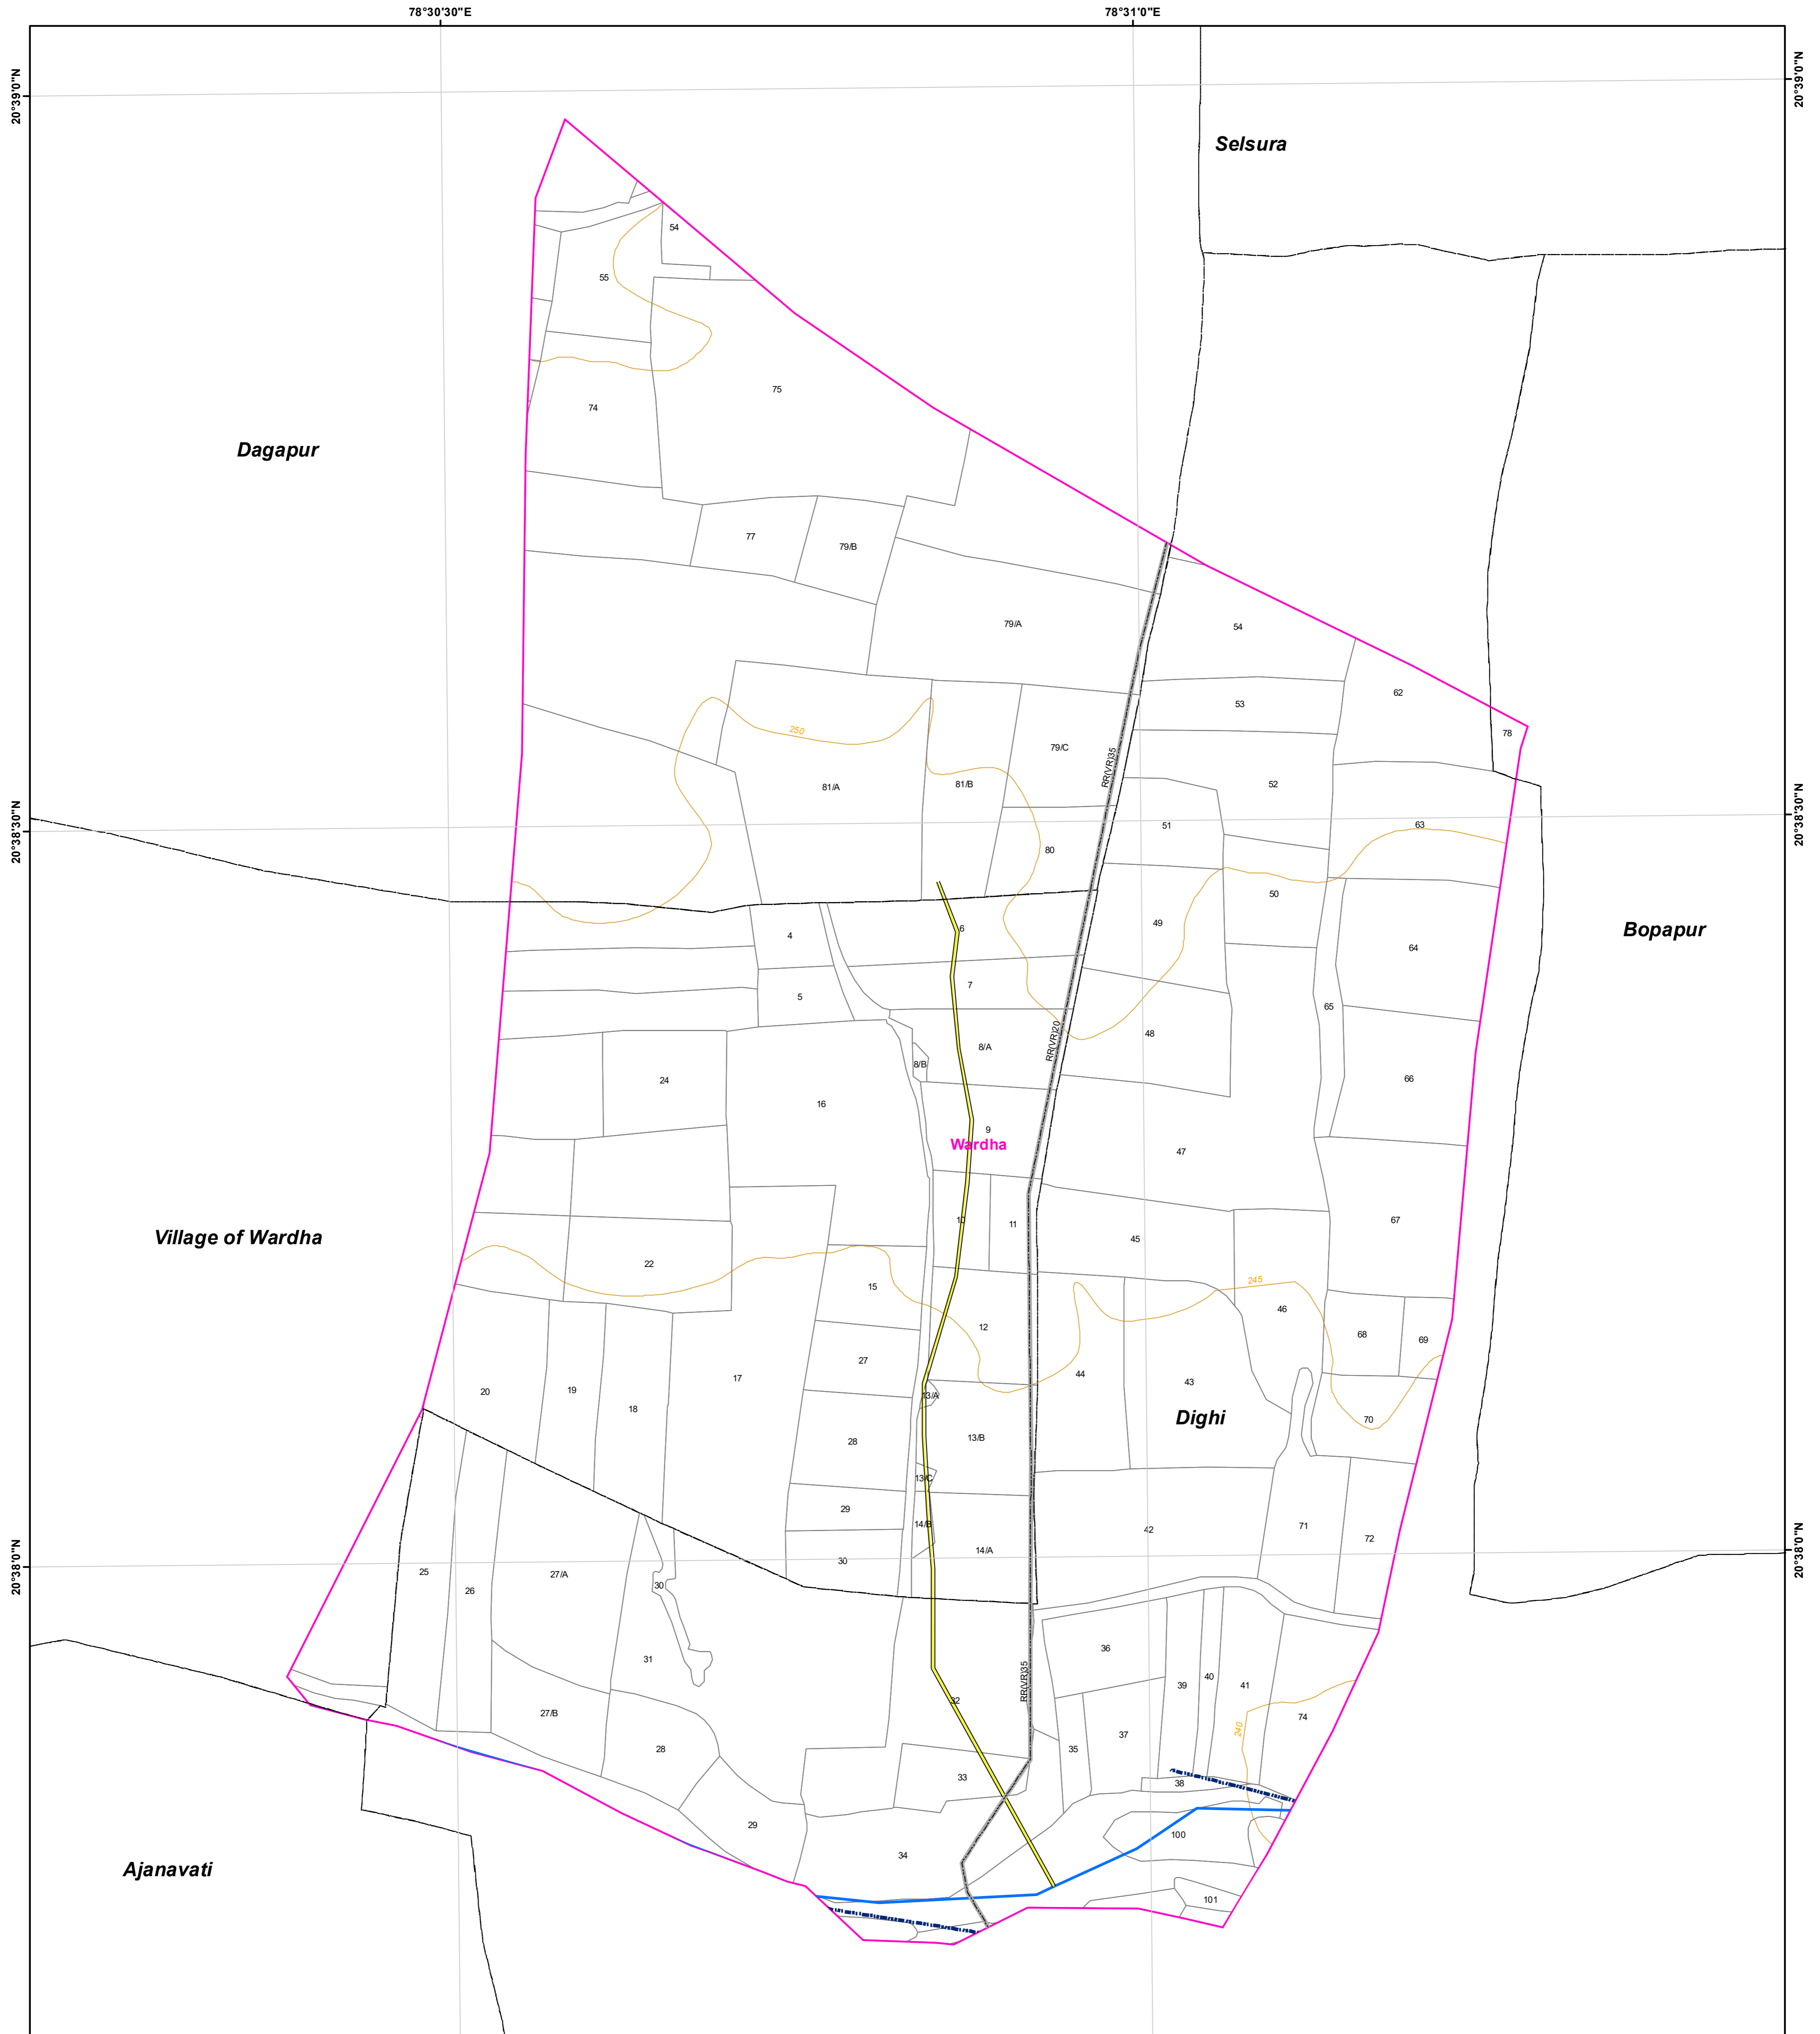 78°30'30"E
78°31'0"E
20°39'0"N
20°39'0"N
Selsura
54
55
75
74
Dagapur
77
79/B
79/A
54
62
53
78
250
79/C
RR(VR)35
81/A
81/B
52
20°38'30"N
20°38'30"N
51
63
80
50
49
6
4
Bopapur
64
7
5
65
48
RR(VR)20
8/A
8/B
24
66
16
9
Wardha
47
67
10
11
Village of Wardha
45
22
245
15
46
12
68
69
27
17
44
43
20
19
13/A
18
Dighi
70
28
13/B
13/C
29
14/B
71
42
72
14/A
30
20°38'0"N
20°38'0"N
25
27/A
30
26
36
31
40
39
41
RR(VR)35
32
27/B
74
240
37
28
35
33
38
29
100
34
Ajanavati
101